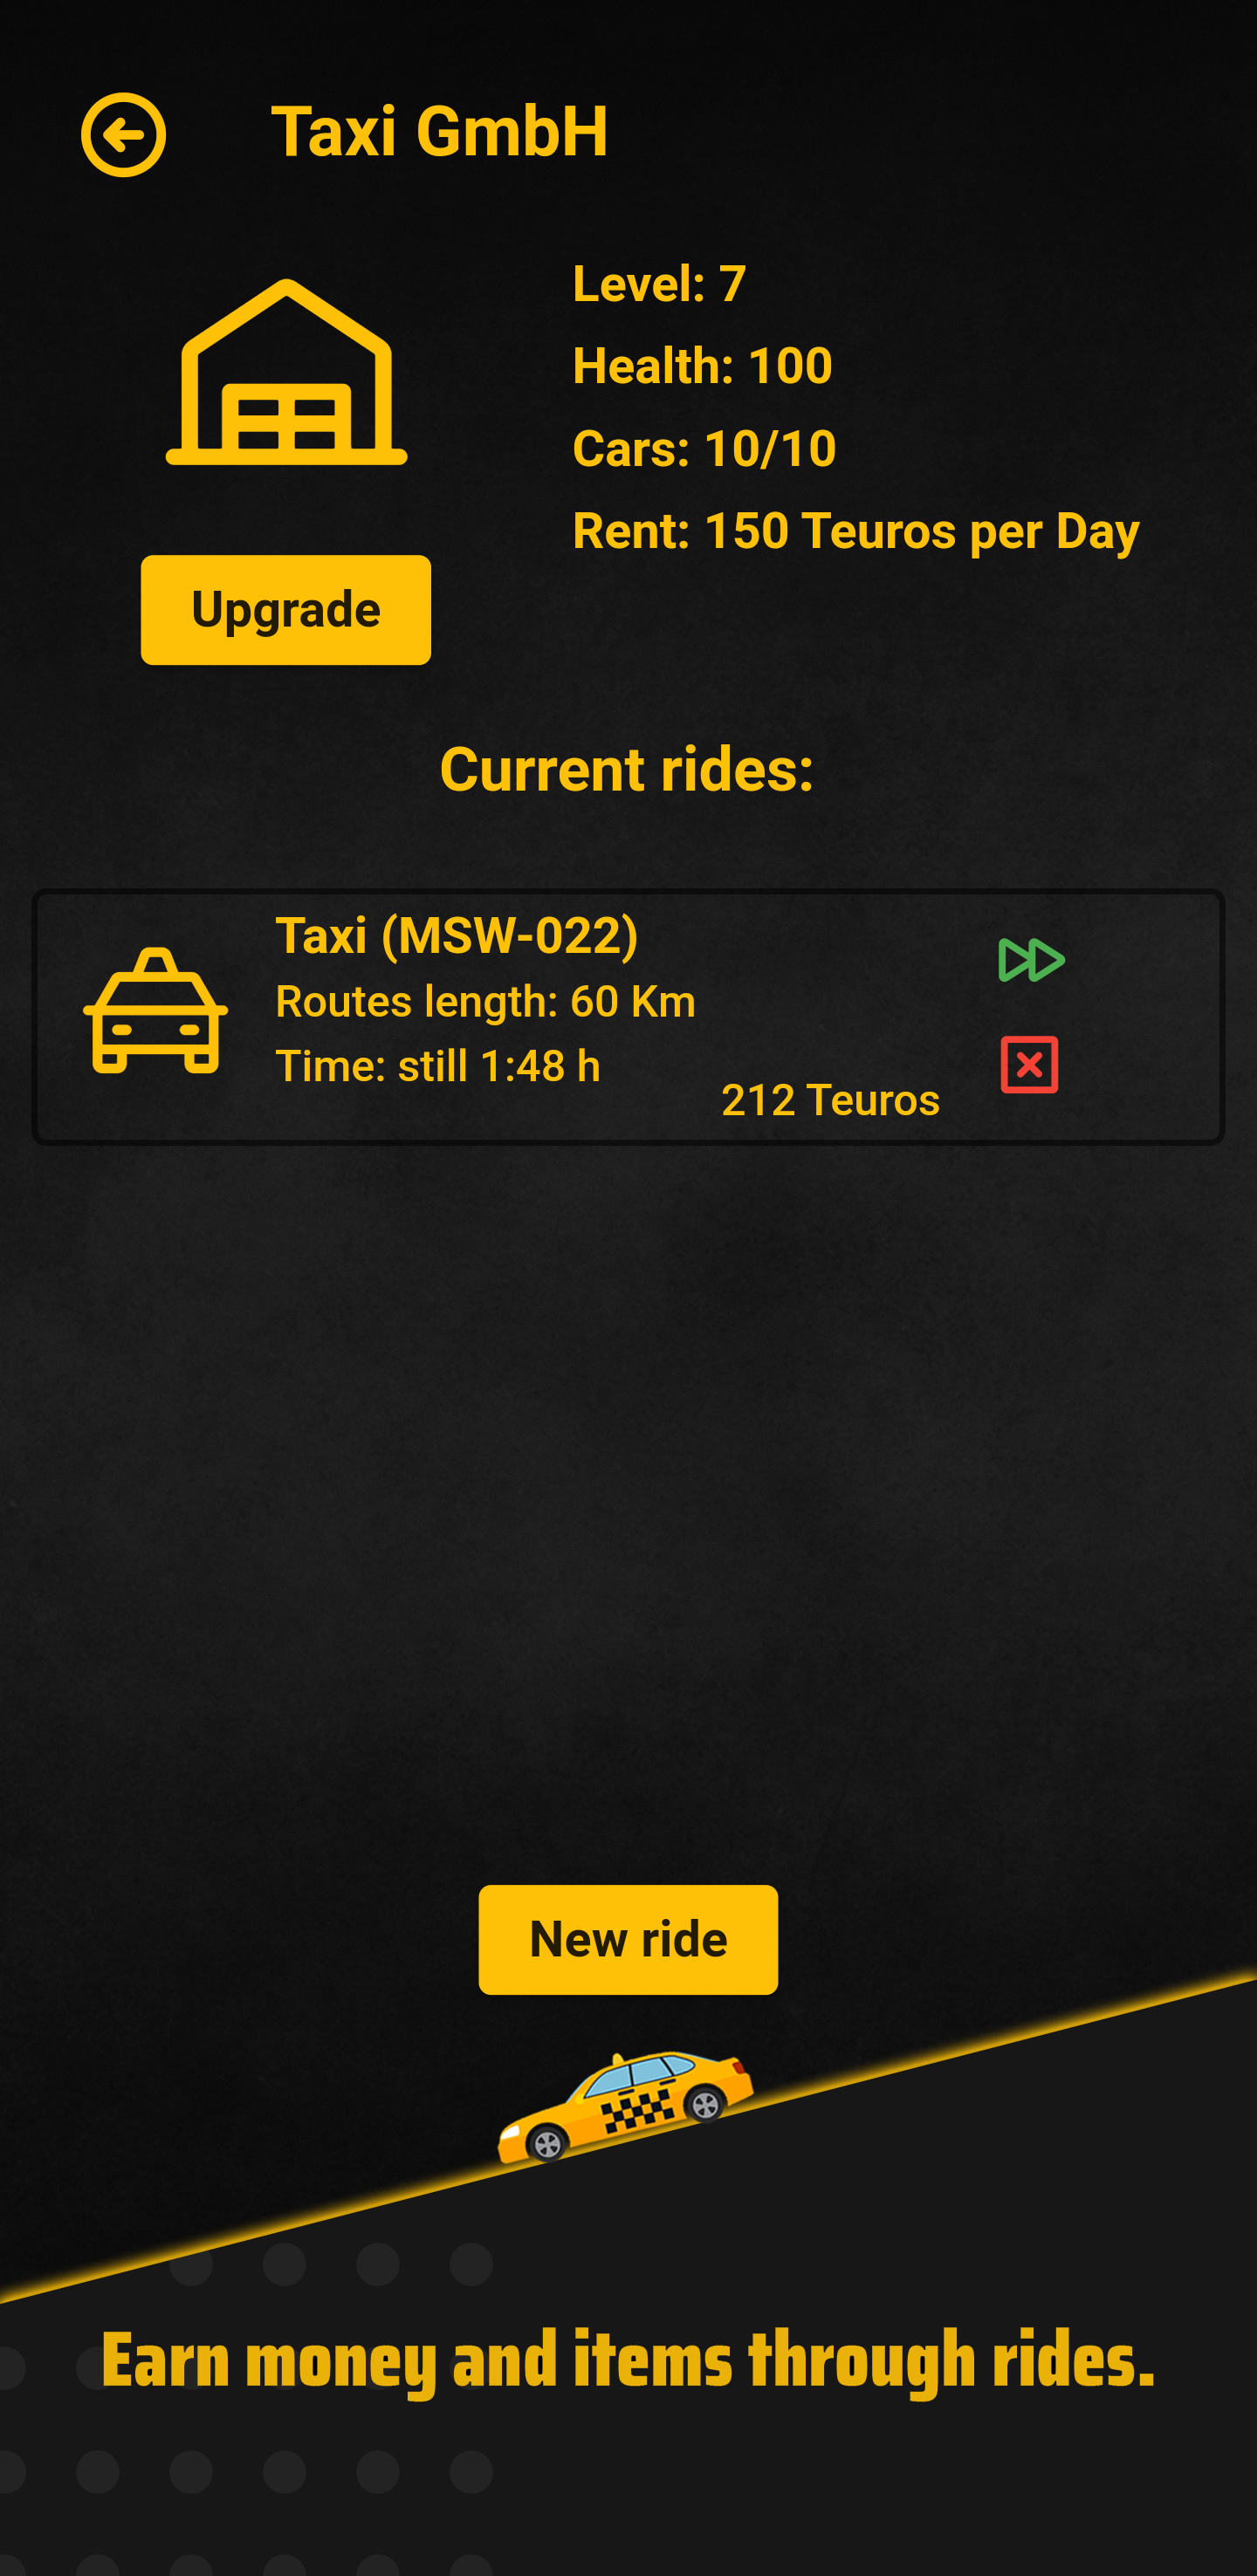 Taxi GmbH
Level: 7
Health: 100
Cars: 10/10
Rent: 150 Teuros per Day
Upgrade
Current rides:
Taxi (MSW-022)
Routes length: 60 Km
Time: still 1:48 h
212 Teuros
New ride
Earn money and items through rides.